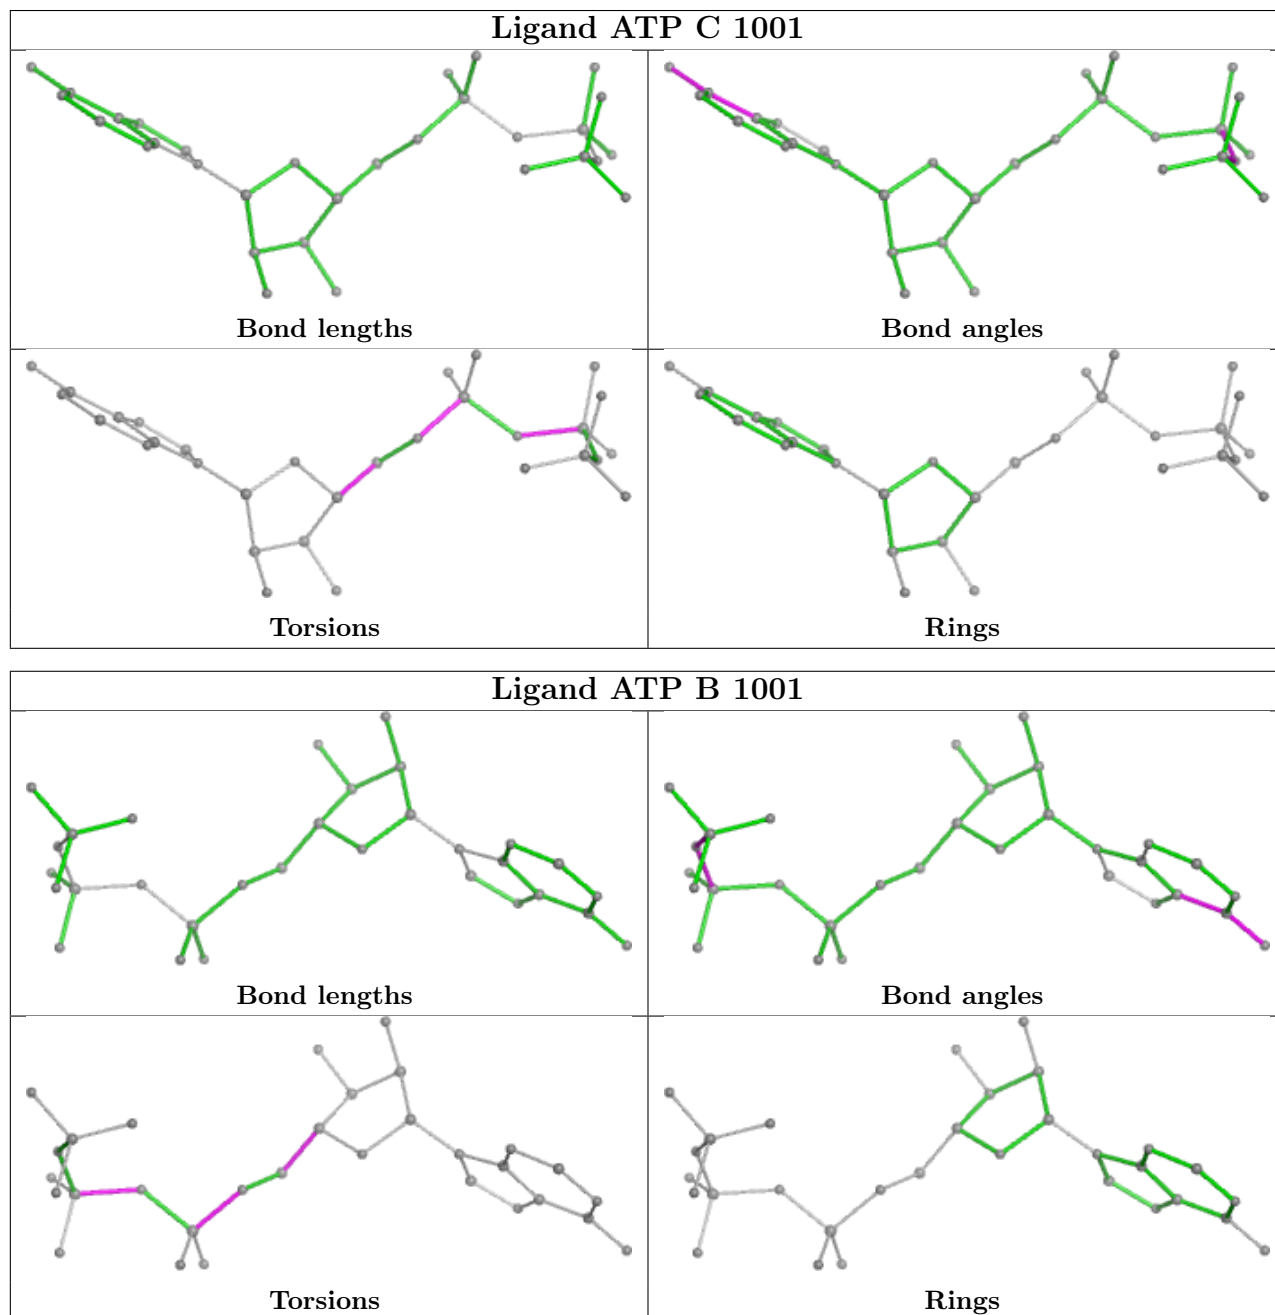 Ligand ATP C 1001
Bond lengths
Bond angles
Torsions
Rings
Ligand ATP B 1001
Bond lengths
Bond angles
Torsions
Rings